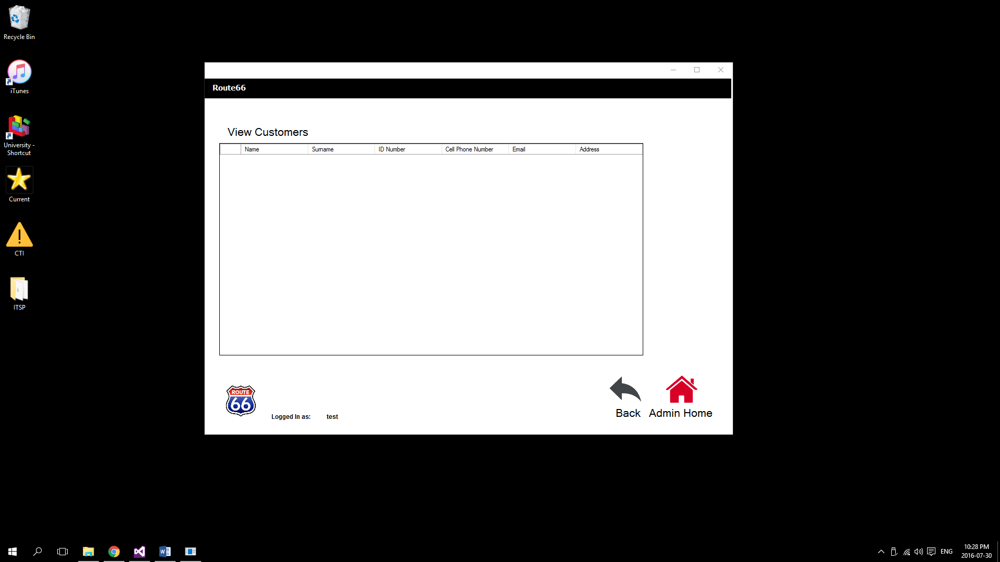 Recycle Bin
iTunes
University -
Shortcut
Current
CTI
ITSP
Route66
View Customers
Name Surname ID Number Cell Phone Number Email Address
ROUTE
66
Logged In as: test
Back Admin Home
ENG
10:28 PM
2016-07-30